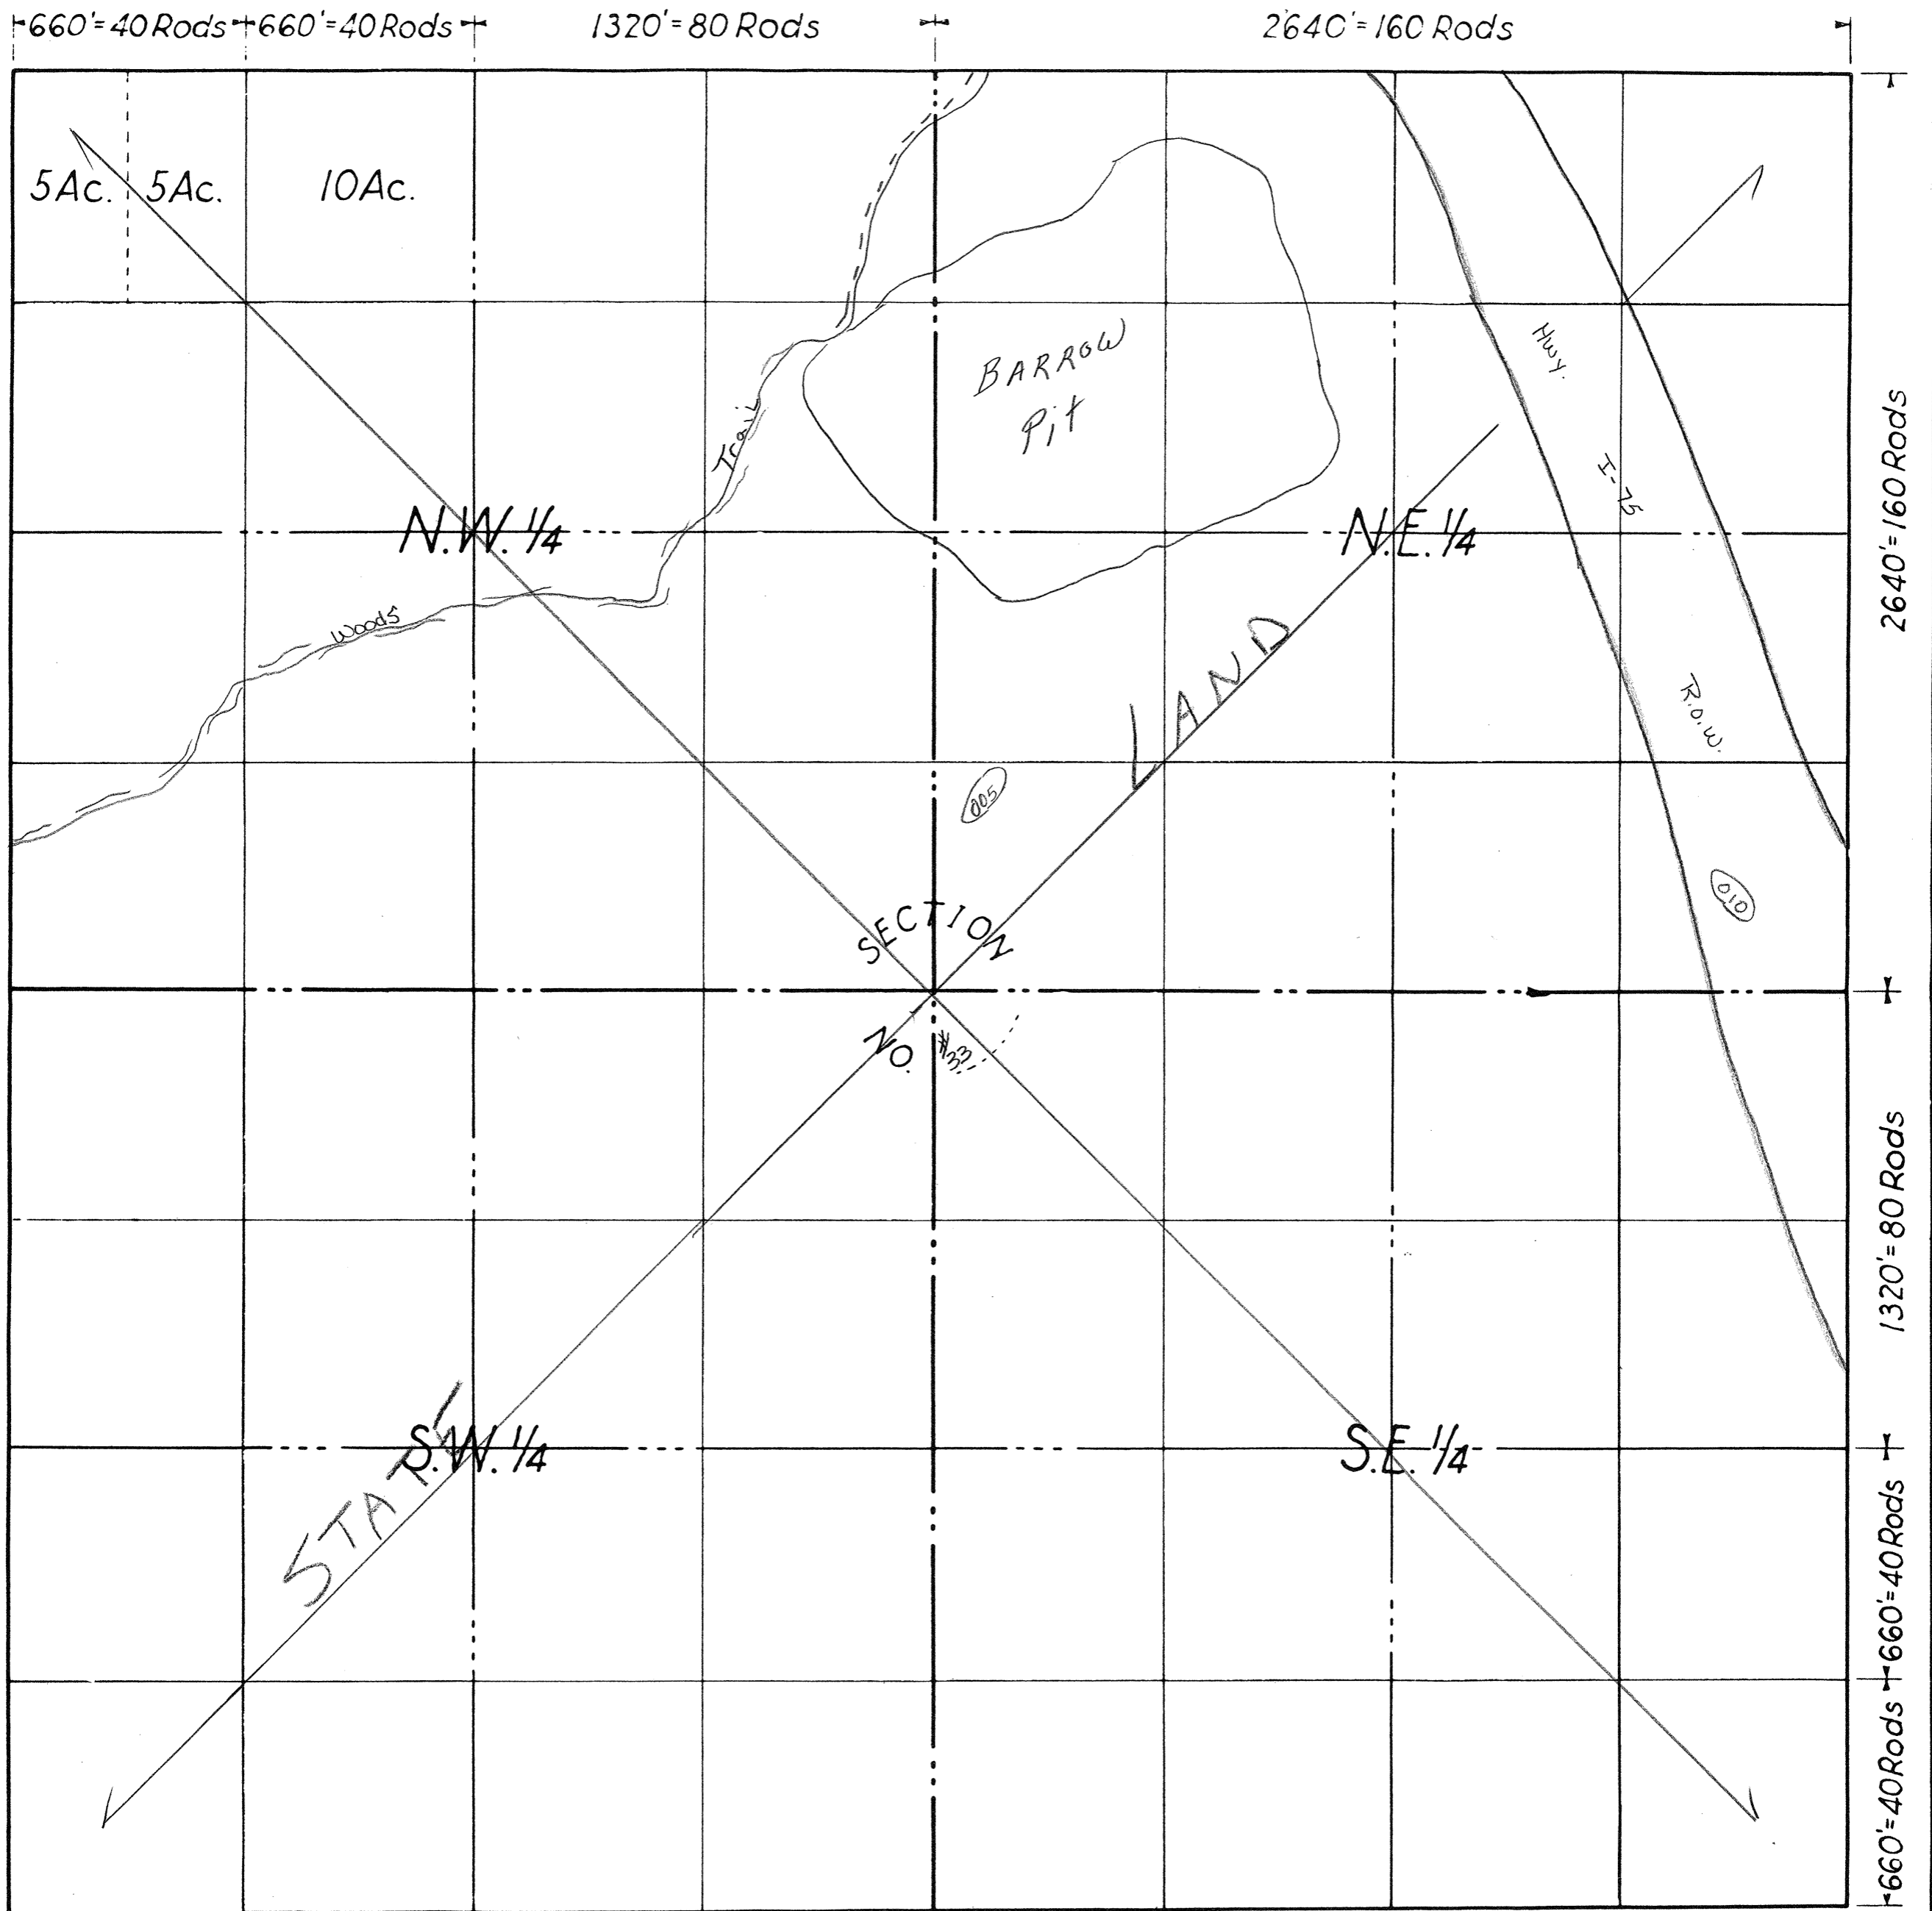 660'=40 Rods 660'=40 Rods 1320'=80 Rods 2640'=160 Rods
5Ac. 5Ac. 10Ac.
BARROW
Pit
Hwy.
I-75
R.O.W.
Trail
Woods
N.W. 1/4
N.E. 1/4
LAND
005
010
SECTION
NO. #33
STATE
S.W. 1/4
S.E. 1/4
2640'=160 Rods
1320'=80 Rods
660'=40 Rods
660'=40 Rods